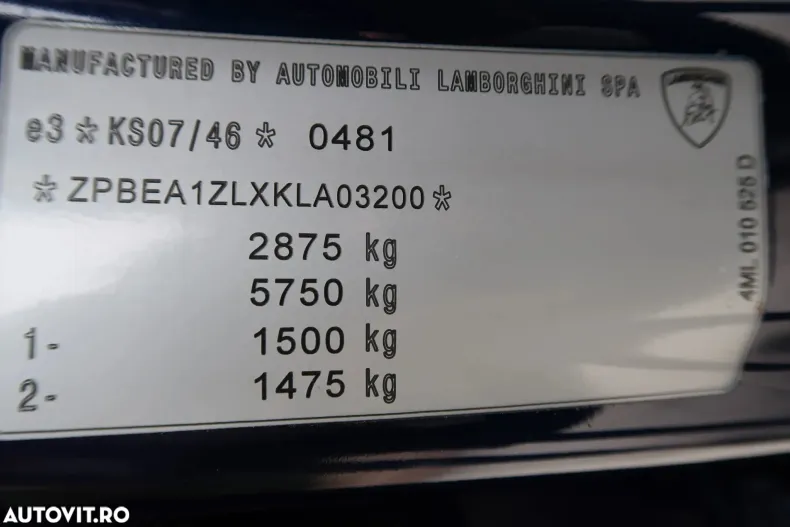 MANUFACTURED BY AUTOMOBILI LAMBORGHINI SPA
e3*KS07/46* 0481
*ZPBEA1ZLXKLA03200*
2875 kg
5750 kg
1- 1500 kg
2- 1475 kg
4ML 010 525 D
AUTOVIT.RO